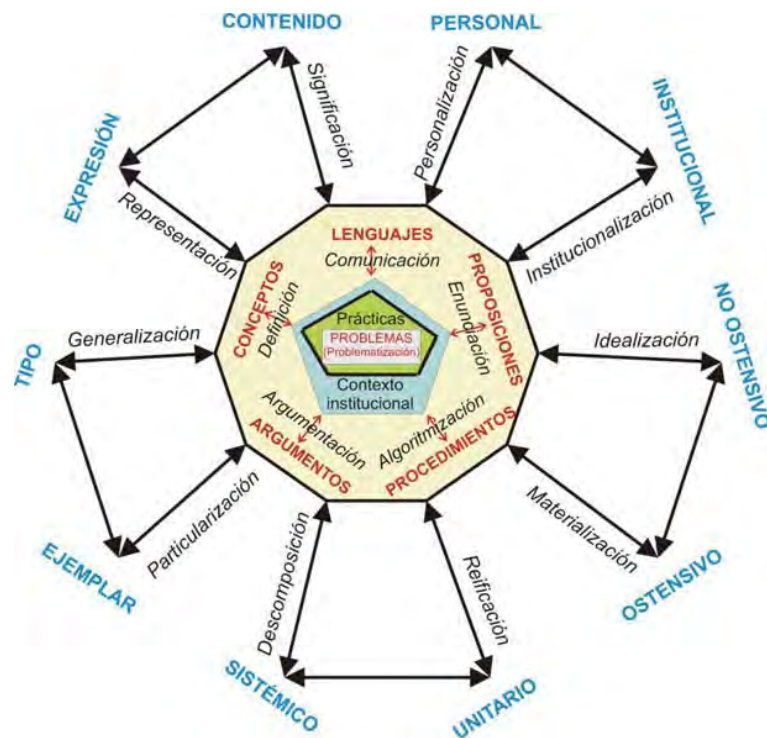 CONTENIDO
PERSONAL
Significación
Personalización
EXPRESIÓN
INSTITUCIONAL
Representación
Institucionalización
LENGUAJES
Comunicación
CONCEPTOS
Definición
PROPOSICIONES
Enunciación
Prácticas
PROBLEMAS
(Problematización)
Contexto
institucional
TIPO
Generalización
Idealización
NO OSTENSIVO
Argumentación
ARGUMENTOS
Algoritmización
PROCEDIMIENTOS
EJEMPLAR
Particularización
Materialización
OSTENSIVO
Descomposición
Reificación
SISTÉMICO
UNITARIO